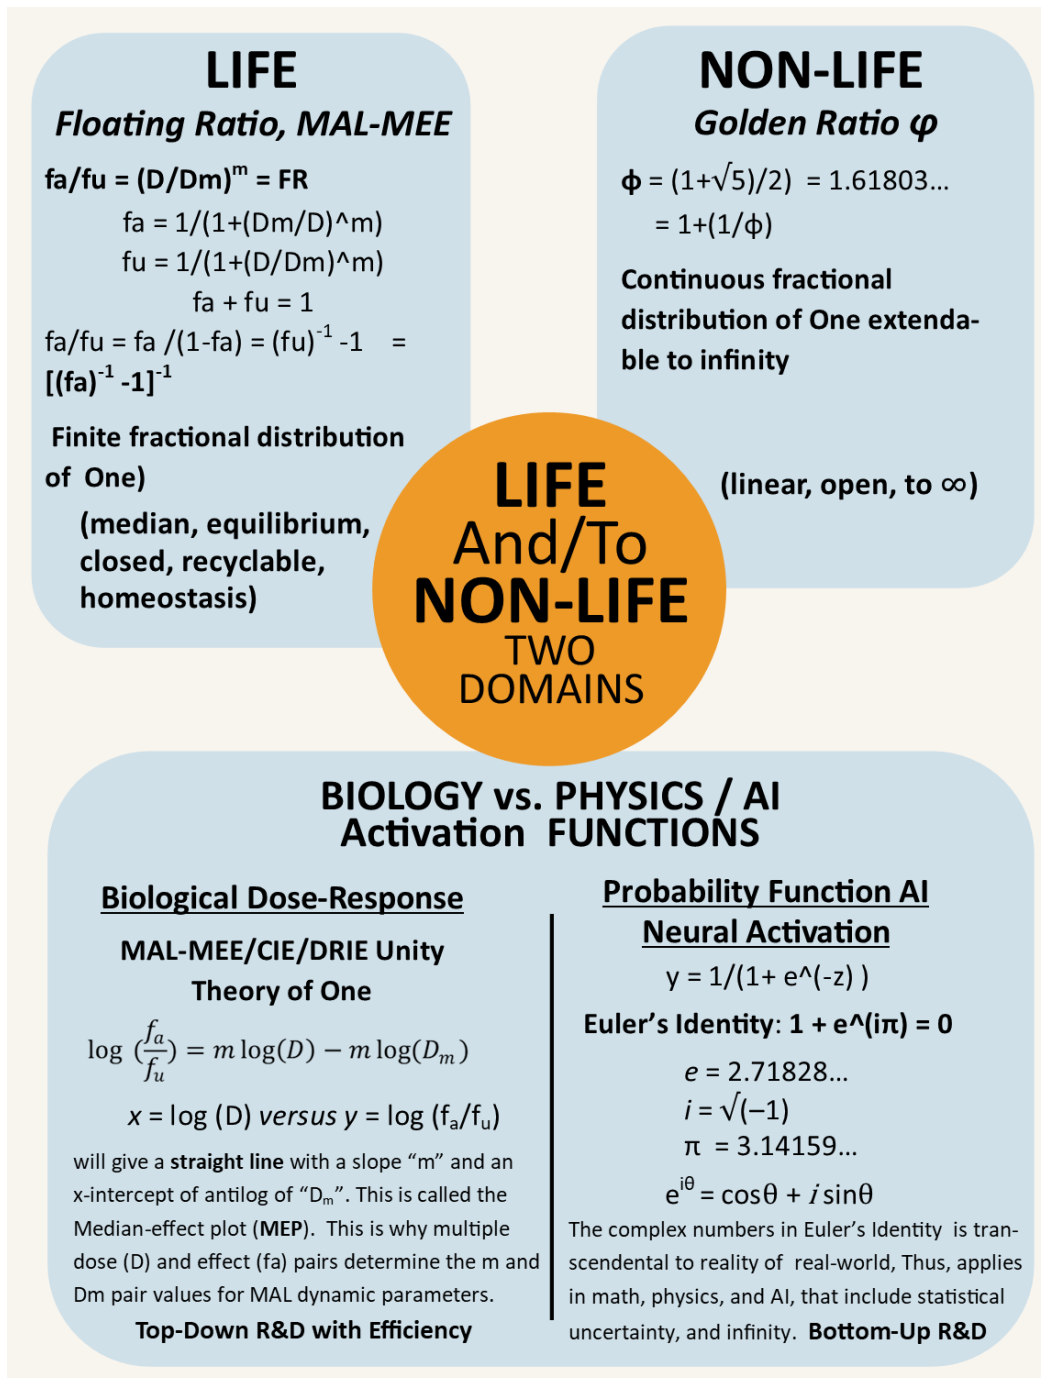 LIFE
Floating Ratio, MAL-MEE
fa/fu = (D/Dm)^m = FR
fa = 1/(1+(Dm/D)^m)
fu = 1/(1+(D/Dm)^m)
fa + fu = 1
fa/fu = fa /(1-fa) = (fu)⁻¹ -1 =
[(fa)⁻¹ -1]⁻¹
Finite fractional distribution
of One)
(median, equilibrium,
closed, recyclable,
homeostasis)
NON-LIFE
Golden Ratio φ
ϕ = (1+√5)/2) = 1.61803...
= 1+(1/ϕ)
Continuous fractional
distribution of One extenda-
ble to infinity
(linear, open, to ∞)
LIFE
And/To
NON-LIFE
TWO
DOMAINS
BIOLOGY vs. PHYSICS / AI
Activation FUNCTIONS
Biological Dose-Response
MAL-MEE/CIE/DRIE Unity
Theory of One
log (fₐ/fᵤ) = m log(D) − m log(Dₘ)
x = log (D) versus y = log (fₐ/fᵤ)
will give a straight line with a slope “m” and an
x-intercept of antilog of “Dₘ”. This is called the
Median-effect plot (MEP). This is why multiple
dose (D) and effect (fa) pairs determine the m and
Dm pair values for MAL dynamic parameters.
Top-Down R&D with Efficiency
Probability Function AI
Neural Activation
y = 1/(1+ e^(-z) )
Euler’s Identity: 1 + e^(iπ) = 0
e = 2.71828...
i = √(–1)
π = 3.14159...
e^iθ = cosθ + i sinθ
The complex numbers in Euler’s Identity is tran-
scendental to reality of real-world, Thus, applies
in math, physics, and AI, that include statistical
uncertainty, and infinity. Bottom-Up R&D